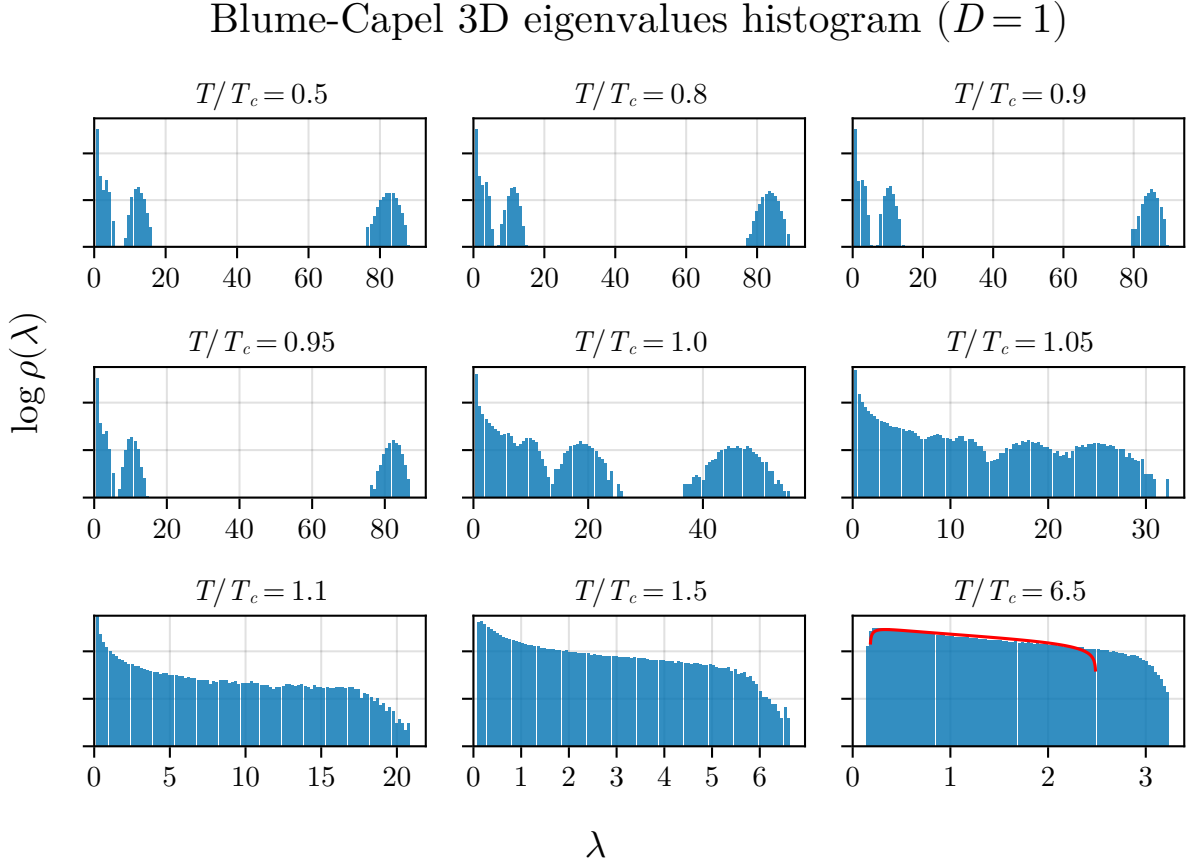 Blume-Capel 3D eigenvalues histogram (D = 1)
T/T_c = 0.5
T/T_c = 0.8
T/T_c = 0.9
0 20 40 60 80
0 20 40 60 80
0 20 40 60 80
log ρ(λ)
T/T_c = 0.95
T/T_c = 1.0
T/T_c = 1.05
0 20 40 60 80
0 20 40
0 10 20 30
T/T_c = 1.1
T/T_c = 1.5
T/T_c = 6.5
0 5 10 15 20
0 1 2 3 4 5 6
0 1 2 3
λ